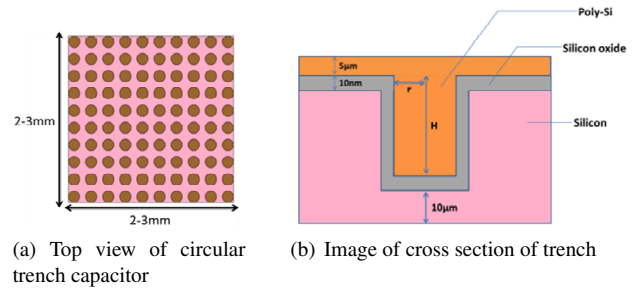 2-3mm
2-3mm
(a) Top view of circular
trench capacitor
Poly-Si
Silicon oxide
5µm
10nm
r
H
Silicon
10µm
(b) Image of cross section of trench